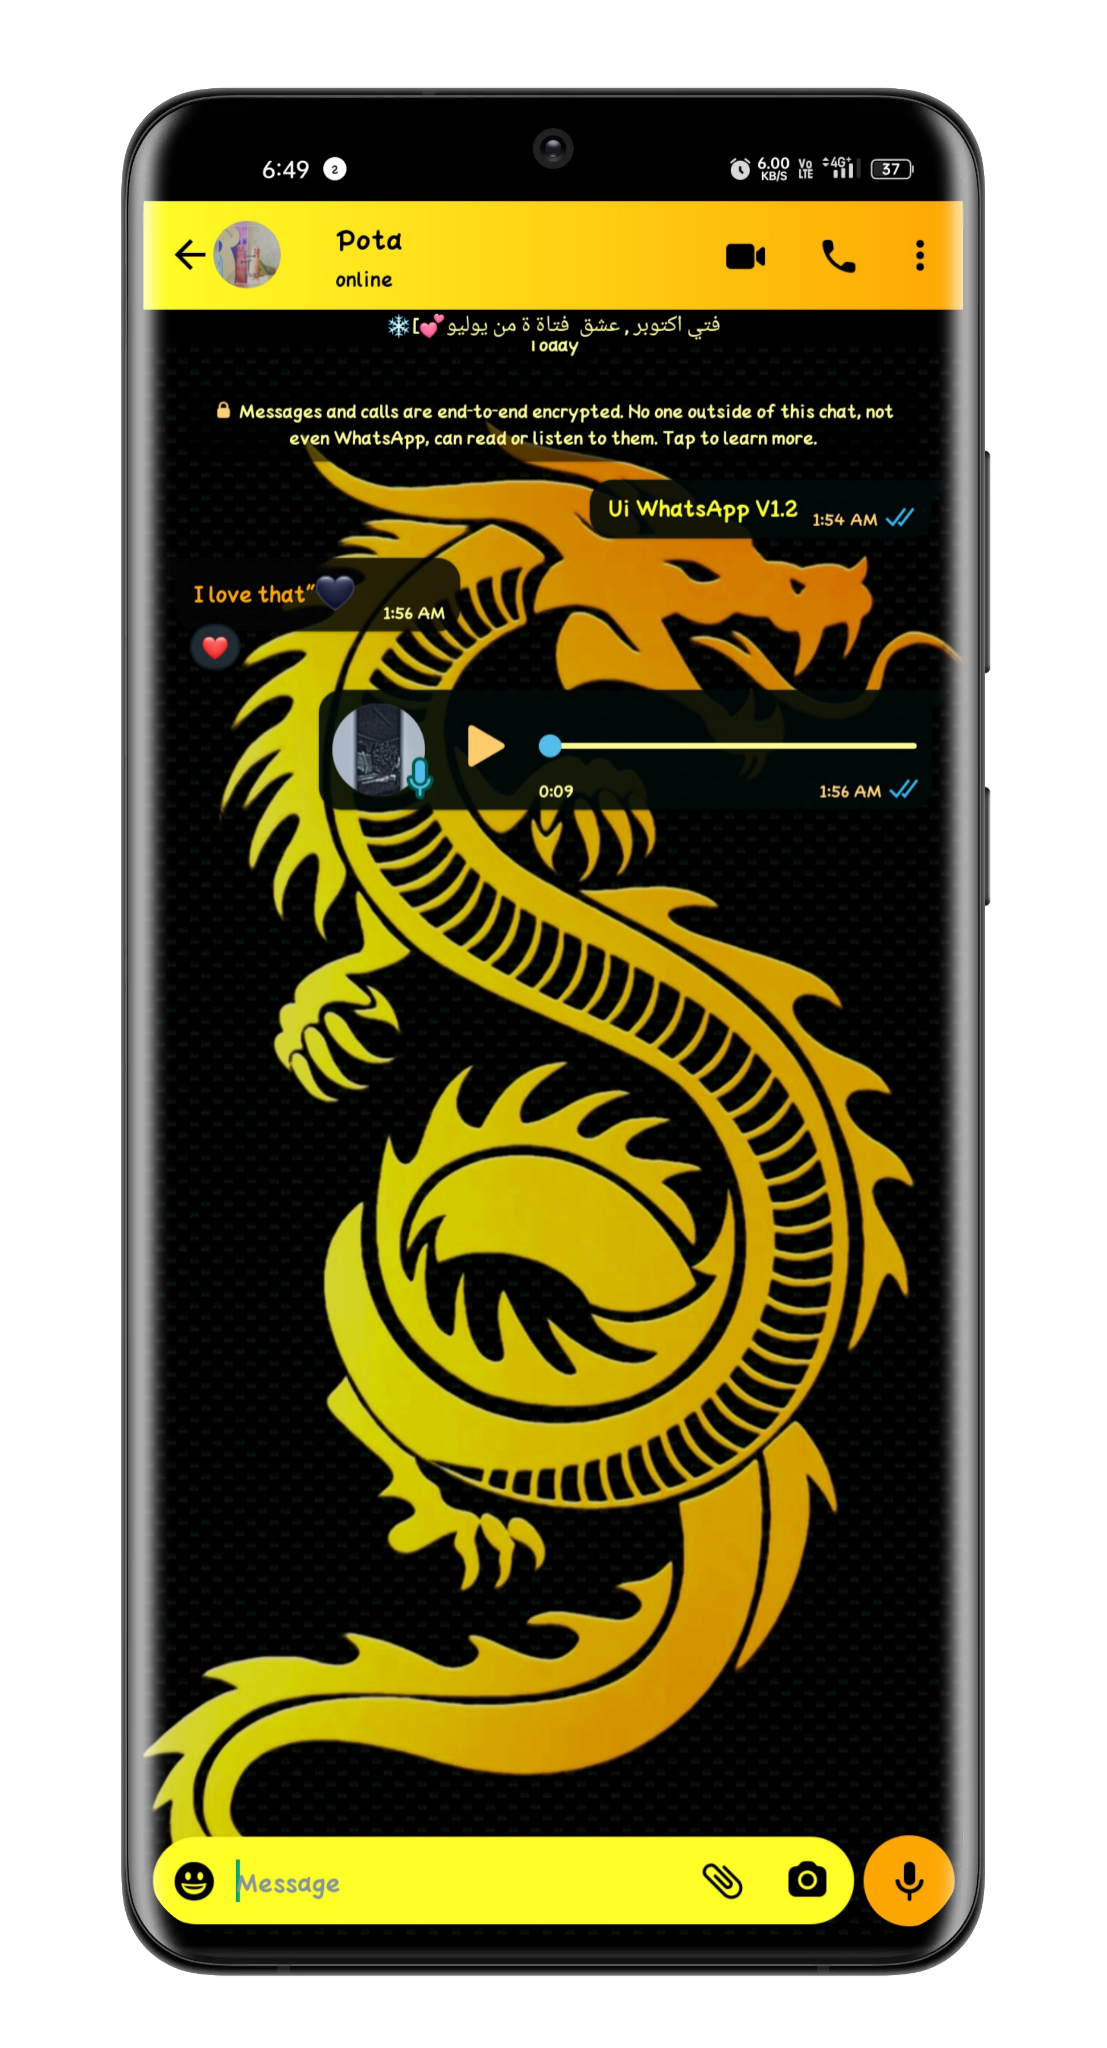 6:49 2 6.00 KB/S Vo LTE 4G+ 37
Pota
online
فتي اكتوبر , عشق فتاة ة من يوليو💕]❄️
Today
🔒 Messages and calls are end-to-end encrypted. No one outside of this chat, not
even WhatsApp, can read or listen to them. Tap to learn more.
Ui WhatsApp V1.2 1:54 AM
I love that”🖤
1:56 AM
❤️
0:09 1:56 AM
Message